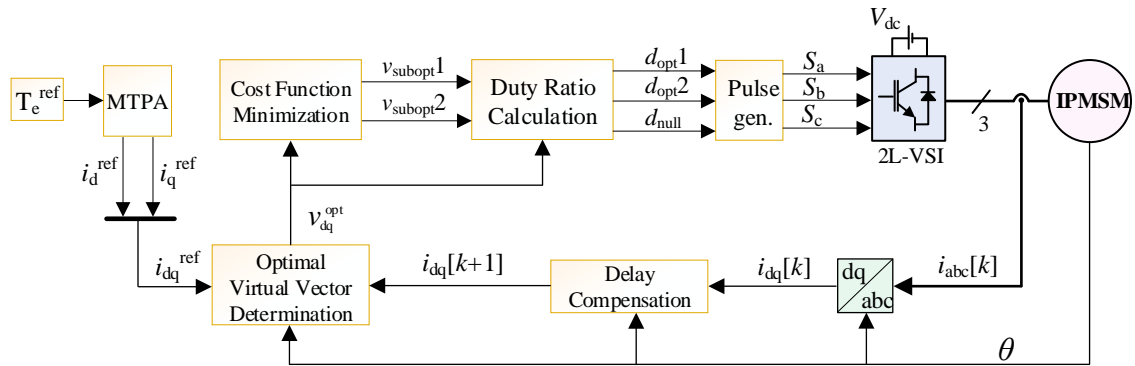 V_dc
T_e^ref
MTPA
Cost Function
Minimization
v_subopt1
v_subopt2
Duty Ratio
Calculation
d_opt1
d_opt2
d_null
Pulse
gen.
S_a
S_b
S_c
2L-VSI
3
IPMSM
i_d^ref
i_q^ref
v_dq^opt
i_dq^ref
Optimal
Virtual Vector
Determination
i_dq[k+1]
Delay
Compensation
i_dq[k]
dq
abc
i_abc[k]
θ